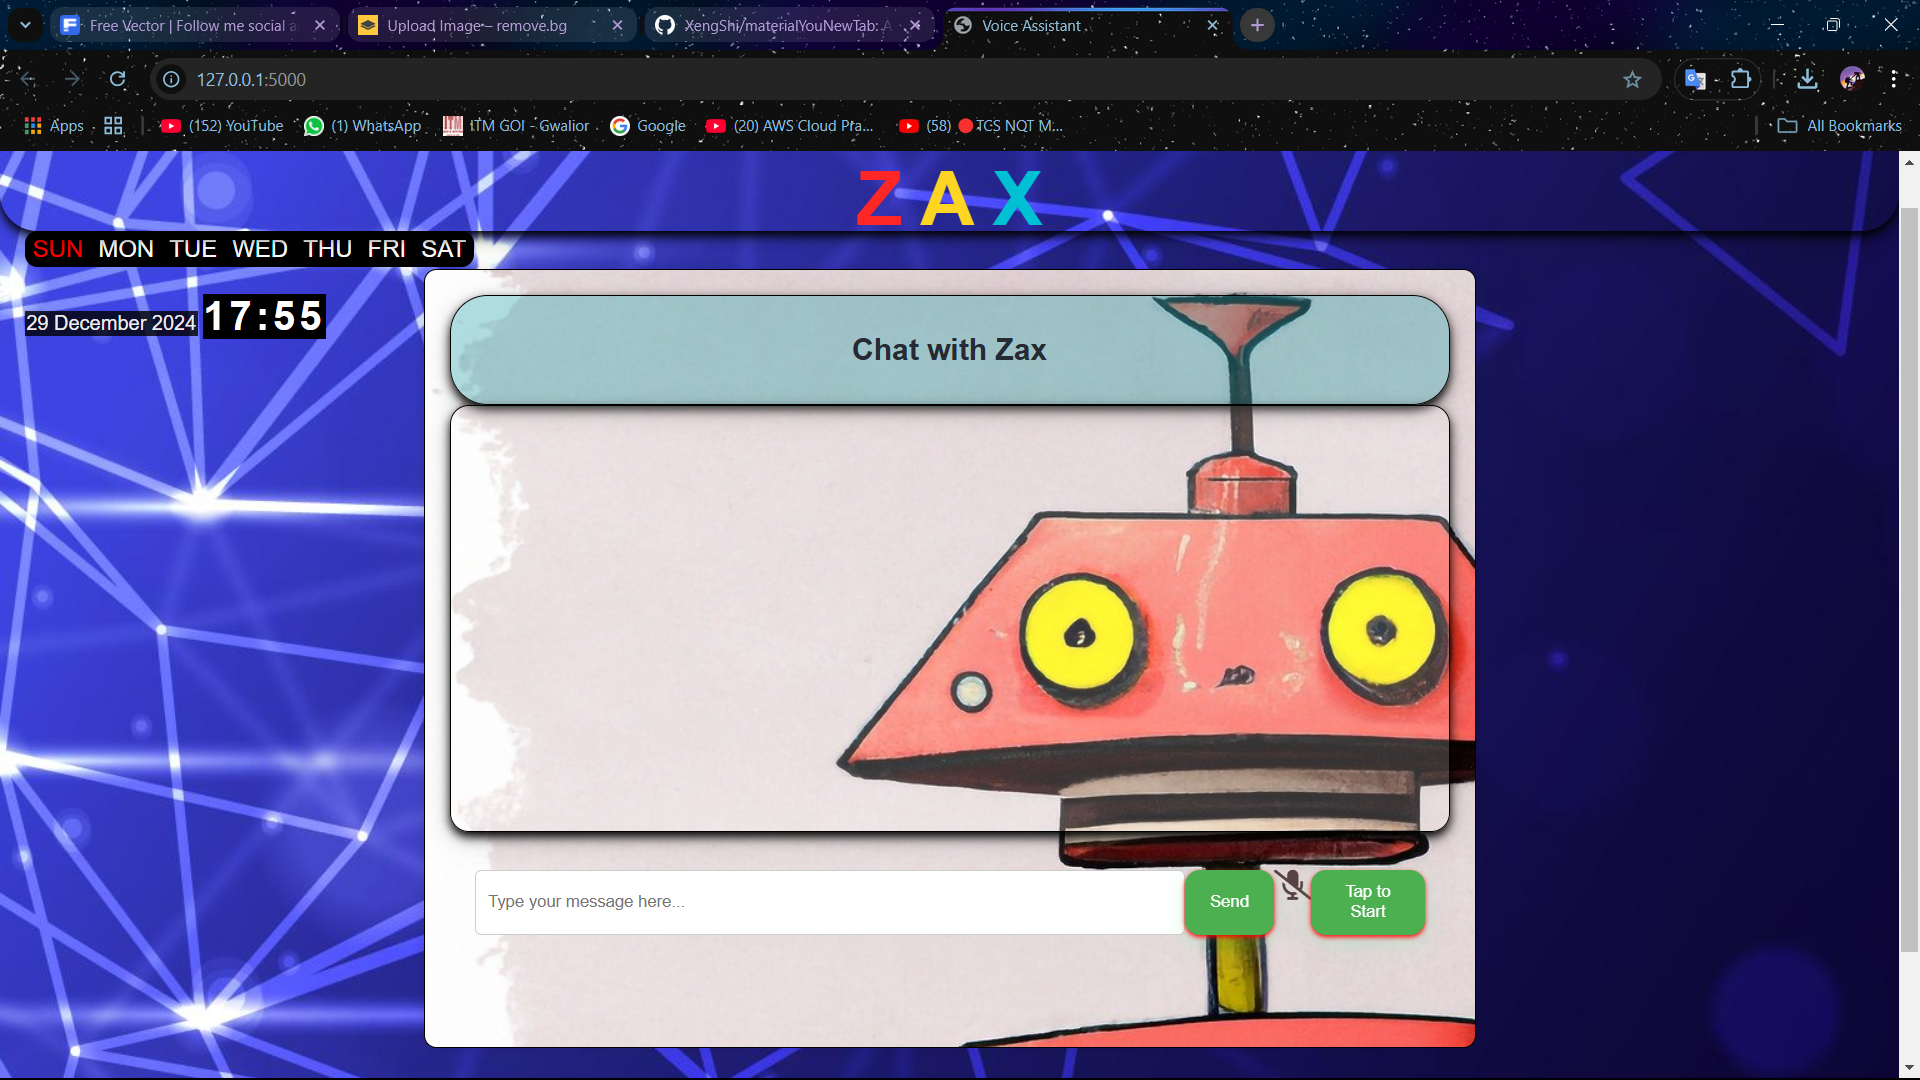 Free Vector | Follow me social a
Upload Image – remove.bg
XengShi/materialYouNewTab: A
Voice Assistant
127.0.0.1:5000
Apps
(152) YouTube
(1) WhatsApp
ITM GOI - Gwalior
Google
(20) AWS Cloud Pra...
(58) 🔴TCS NQT M...
All Bookmarks
Z A X
SUN MON TUE WED THU FRI SAT
29 December 2024 17:55
Chat with Zax
Type your message here...
Send
Tap to
Start